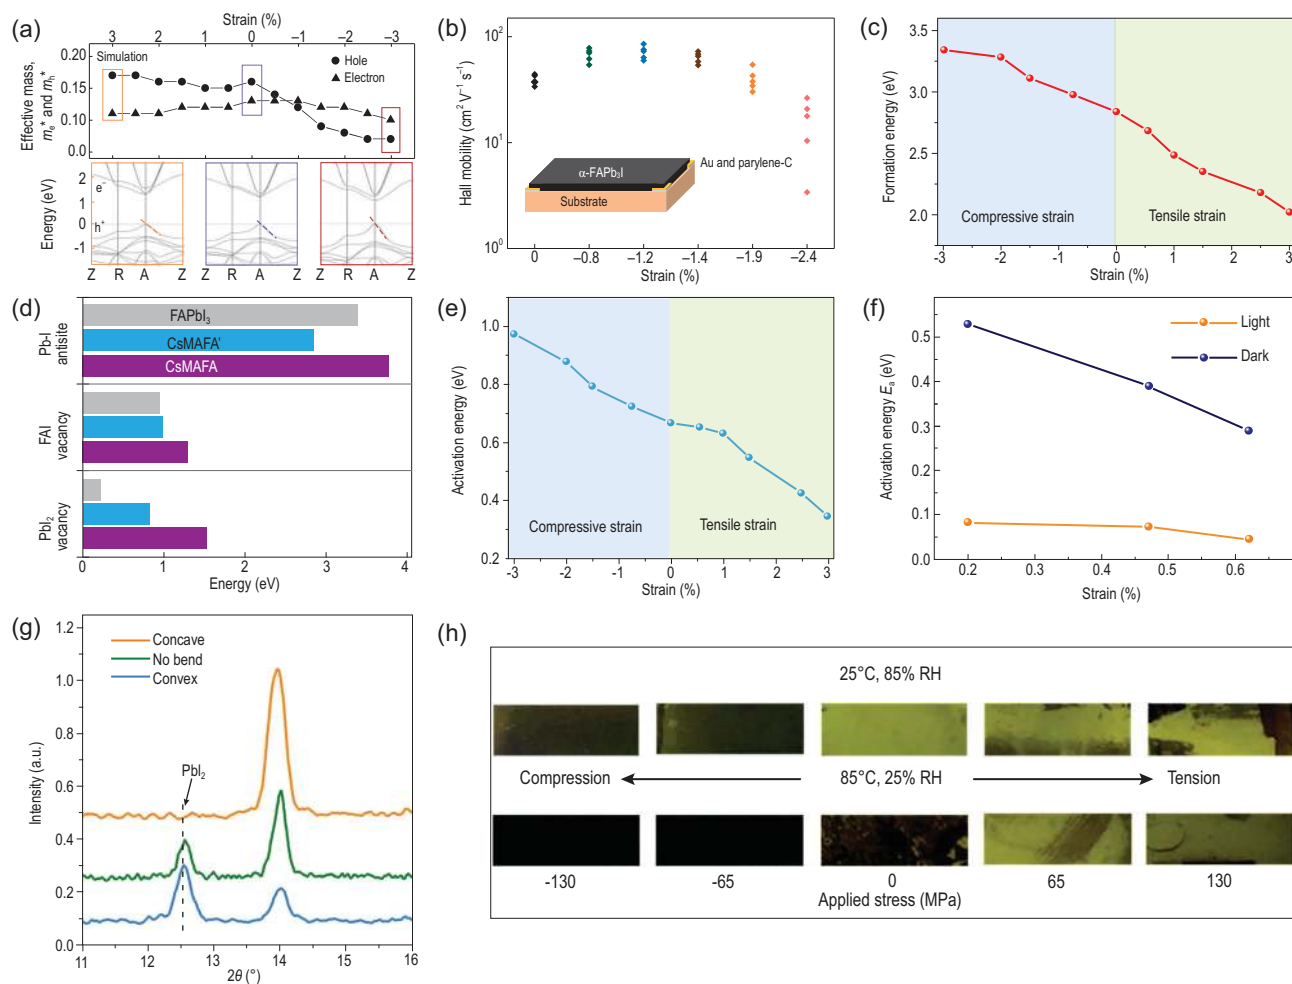 (a)
Strain (%)
3 2 1 0 −1 −2 −3
Effective mass,
m_e* and m_h*
0.20
0.15
0.10
0.05
0.00
Simulation
Hole
Electron
Energy (eV)
2
1
0
-1
e⁻
h⁺
Z R A Z Z R A Z Z R A Z
(b)
Hall mobility (cm² V⁻¹ s⁻¹)
10²
10¹
10⁰
α-FAPb₃I
Au and parylene-C
Substrate
0 −0.8 −1.2 −1.4 −1.9 −2.4
Strain (%)
(c)
Formation energy (eV)
3.5
3.0
2.5
2.0
Compressive strain
Tensile strain
-3 -2 -1 0 1 2 3
Strain (%)
(d)
Pb-I
antisite
FAPbI₃
CsMAFA'
CsMAFA
FAI
vacancy
PbI₂
vacancy
0 1 2 3 4
Energy (eV)
(e)
Activation energy (eV)
1.0
0.8
0.6
0.4
0.2
Compressive strain
Tensile strain
-3 -2 -1 0 1 2 3
Strain (%)
(f)
Activation energy E_a (eV)
0.5
0.4
0.3
0.2
0.1
0.0
Light
Dark
0.2 0.3 0.4 0.5 0.6
Strain (%)
(g)
Intensity (a.u.)
1.2
1.0
0.8
0.6
0.4
0.2
0.0
Concave
No bend
Convex
PbI₂
11 12 13 14 15 16
2θ (°)
(h)
25°C, 85% RH
Compression
85°C, 25% RH
Tension
-130 -65 0 65 130
Applied stress (MPa)